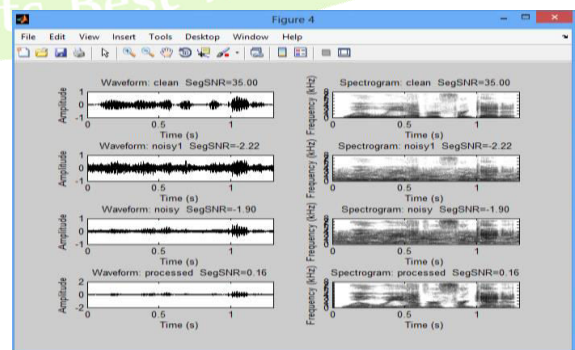 Figure 4
File Edit View Insert Tools Desktop Window Help
Waveform: clean SegSNR=35.00
Amplitude
1
0
-1
0 0.5 1
Time (s)
Spectrogram: clean SegSNR=35.00
Frequency (kHz)
0 0.5 1
Time (s)
Waveform: noisy1 SegSNR=-2.22
Amplitude
1
0
-1
0 0.5 1
Time (s)
Spectrogram: noisy1 SegSNR=-2.22
Frequency (kHz)
0 0.5 1
Time (s)
Waveform: noisy SegSNR=-1.90
Amplitude
1
0
-1
0 0.5 1
Time (s)
Spectrogram: noisy SegSNR=-1.90
Frequency (kHz)
0 0.5 1
Time (s)
Waveform: processed SegSNR=0.16
Amplitude
2
0
-2
0 0.5 1
Time (s)
Spectrogram: processed SegSNR=0.16
Frequency (kHz)
0 0.5 1
Time (s)